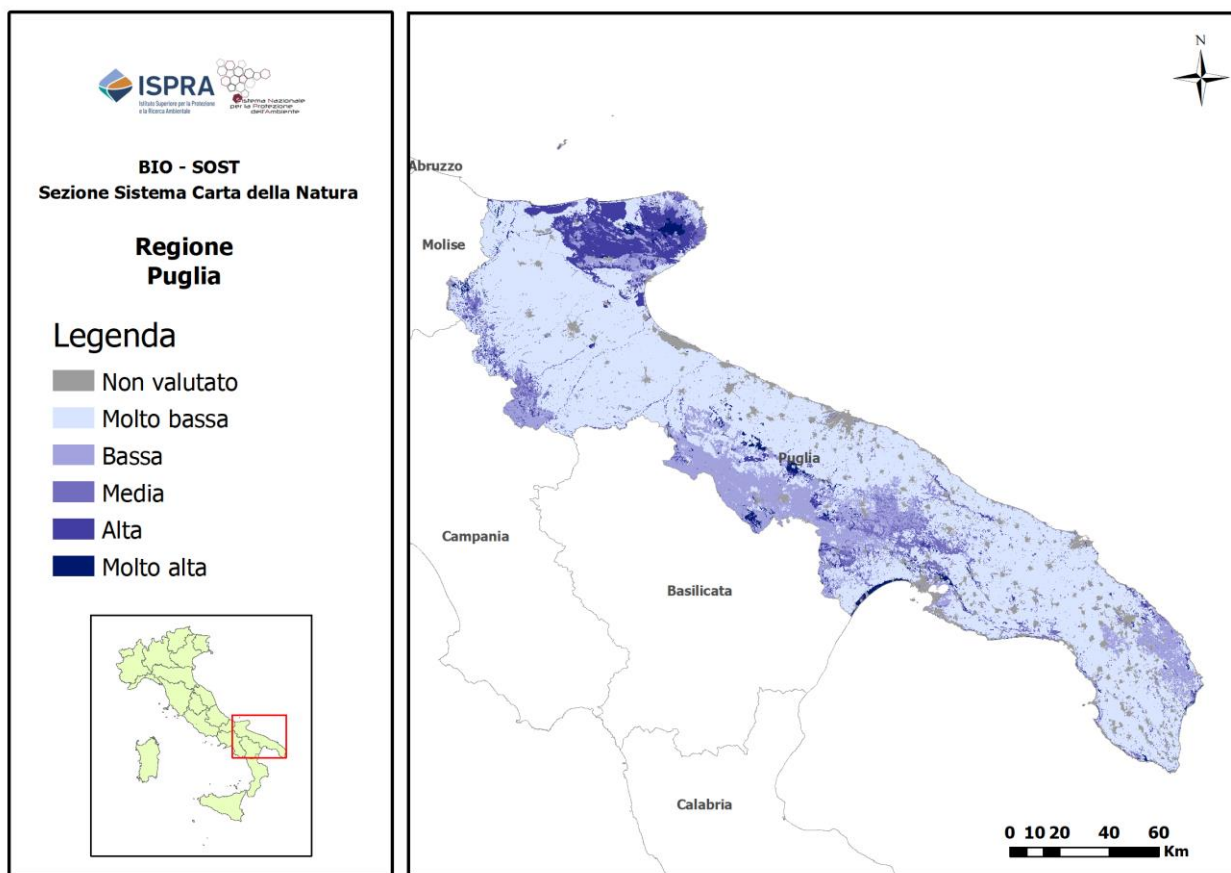 ISPRA
Istituto Superiore per la Protezione
e la Ricerca Ambientale
Sistema Nazionale
per la Protezione
dell'Ambiente
BIO - SOST
Sezione Sistema Carta della Natura
Regione
Puglia
Legenda
Non valutato
Molto bassa
Bassa
Media
Alta
Molto alta
N
Abruzzo
Molise
Puglia
Campania
Basilicata
Calabria
0 10 20 40 60
Km